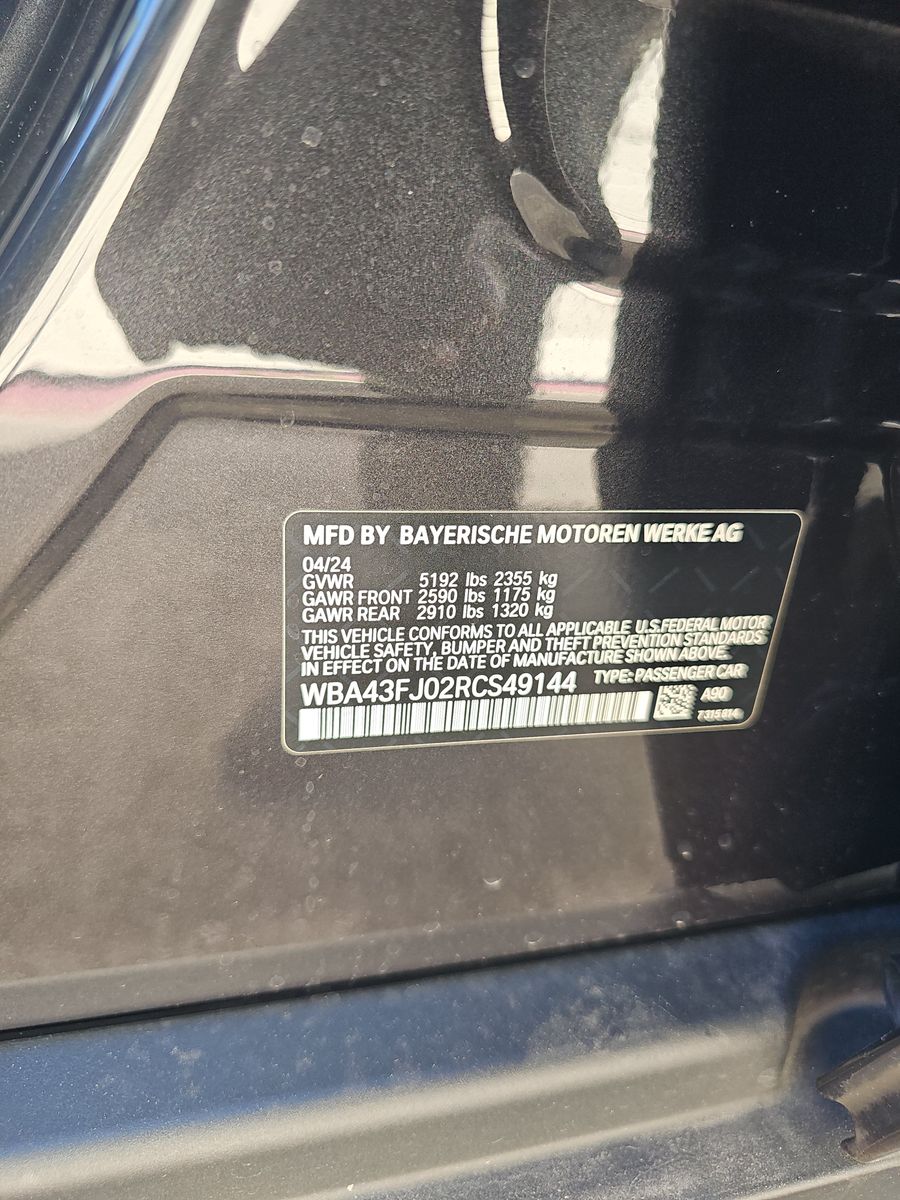 MFD BY BAYERISCHE MOTOREN WERKE AG
04/24
GVWR 5192 lbs 2355 kg
GAWR FRONT 2590 lbs 1175 kg
GAWR REAR 2910 lbs 1320 kg
THIS VEHICLE CONFORMS TO ALL APPLICABLE U.S.FEDERAL MOTOR
VEHICLE SAFETY, BUMPER AND THEFT PREVENTION STANDARDS
IN EFFECT ON THE DATE OF MANUFACTURE SHOWN ABOVE.
TYPE: PASSENGER CAR
WBA43FJ02RCS49144
A90
7315814